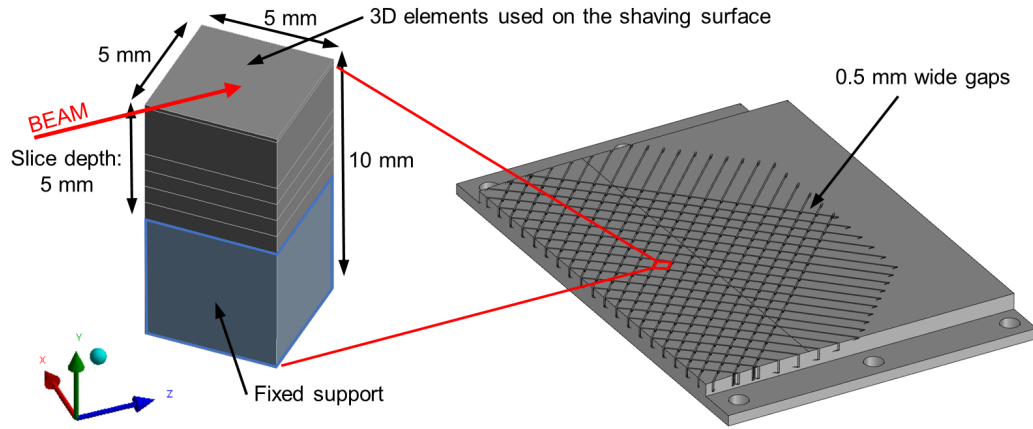 3D elements used on the shaving surface
5 mm
5 mm
0.5 mm wide gaps
BEAM
Slice depth:
5 mm
10 mm
Fixed support
Y
X
Z